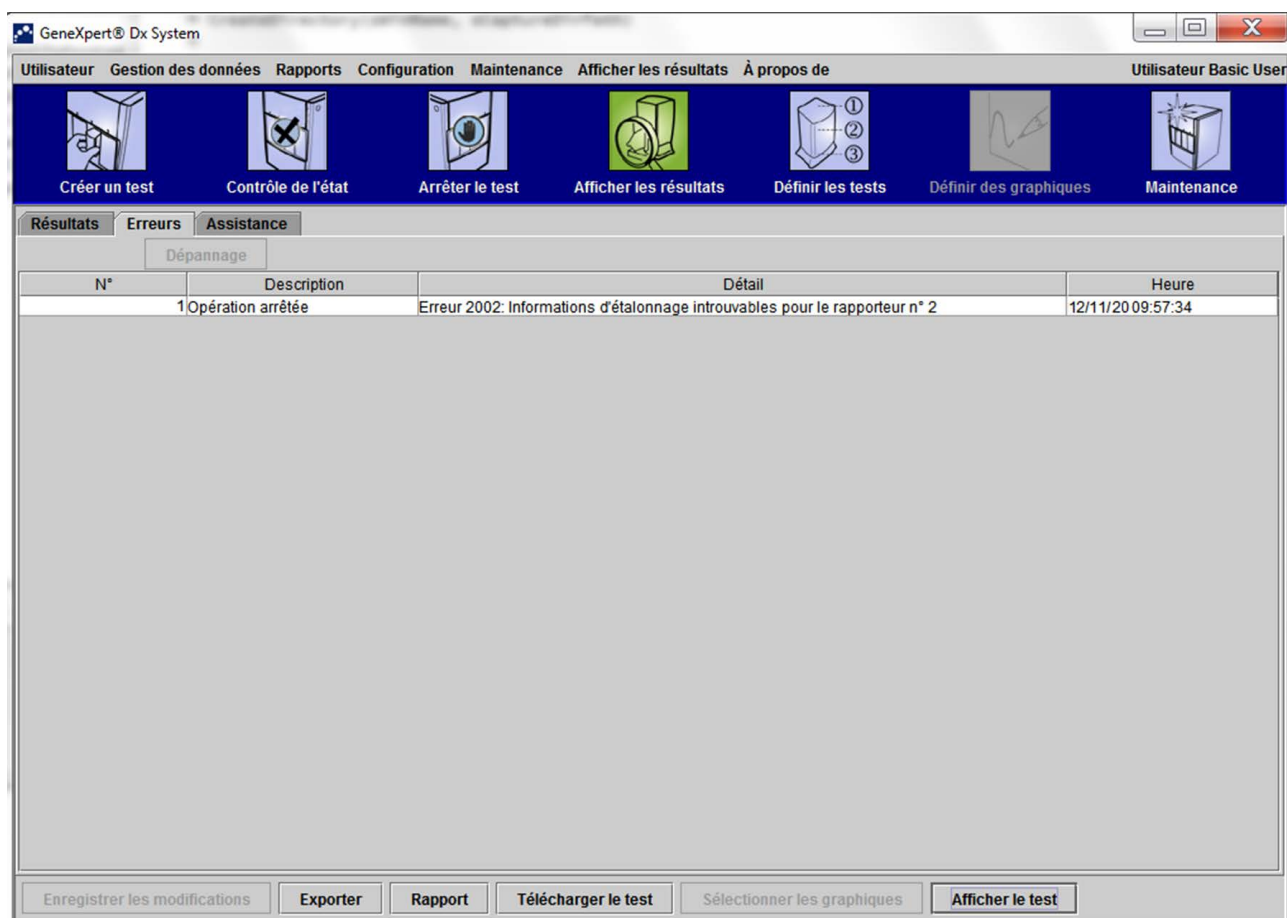 GeneXpert® Dx System
Utilisateur Gestion des données Rapports Configuration Maintenance Afficher les résultats À propos de Utilisateur Basic User
① ② ③
Créer un test Contrôle de l'état Arrêter le test Afficher les résultats Définir les tests Définir des graphiques Maintenance
Résultats Erreurs Assistance
Dépannage
N° Description Détail Heure
1 Opération arrêtée Erreur 2002: Informations d'étalonnage introuvables pour le rapporteur n° 2 12/11/20 09:57:34
Enregistrer les modifications Exporter Rapport Télécharger le test Sélectionner les graphiques Afficher le test